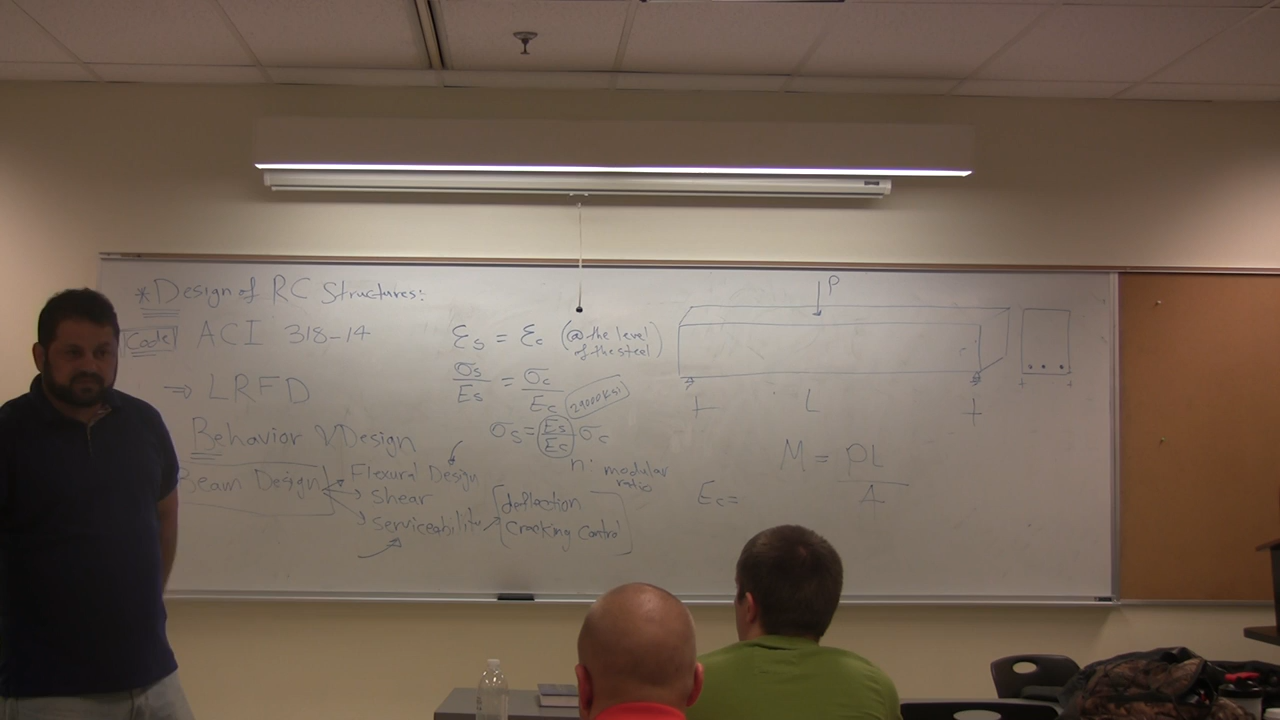 *Design of RC Structures:
Code ACI 318-14
→ LRFD
Behavior & Design
Beam Design → Flexural Design
→ Shear
→ Serviceability → deflection
Cracking Control
Ɛs = Ɛc (@ the level
of the steel)
σs/Es = σc/Ec
29000 ksi
σs = Es/Ec σc
n: modular
ratio
P
L
M = PL/4
Ec=